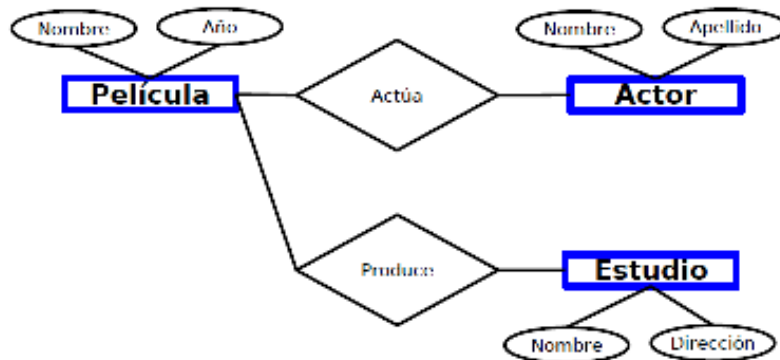 Nombre
Año
Nombre
Apellido
Película
Actúa
Actor
Produce
Estudio
Nombre
Dirección